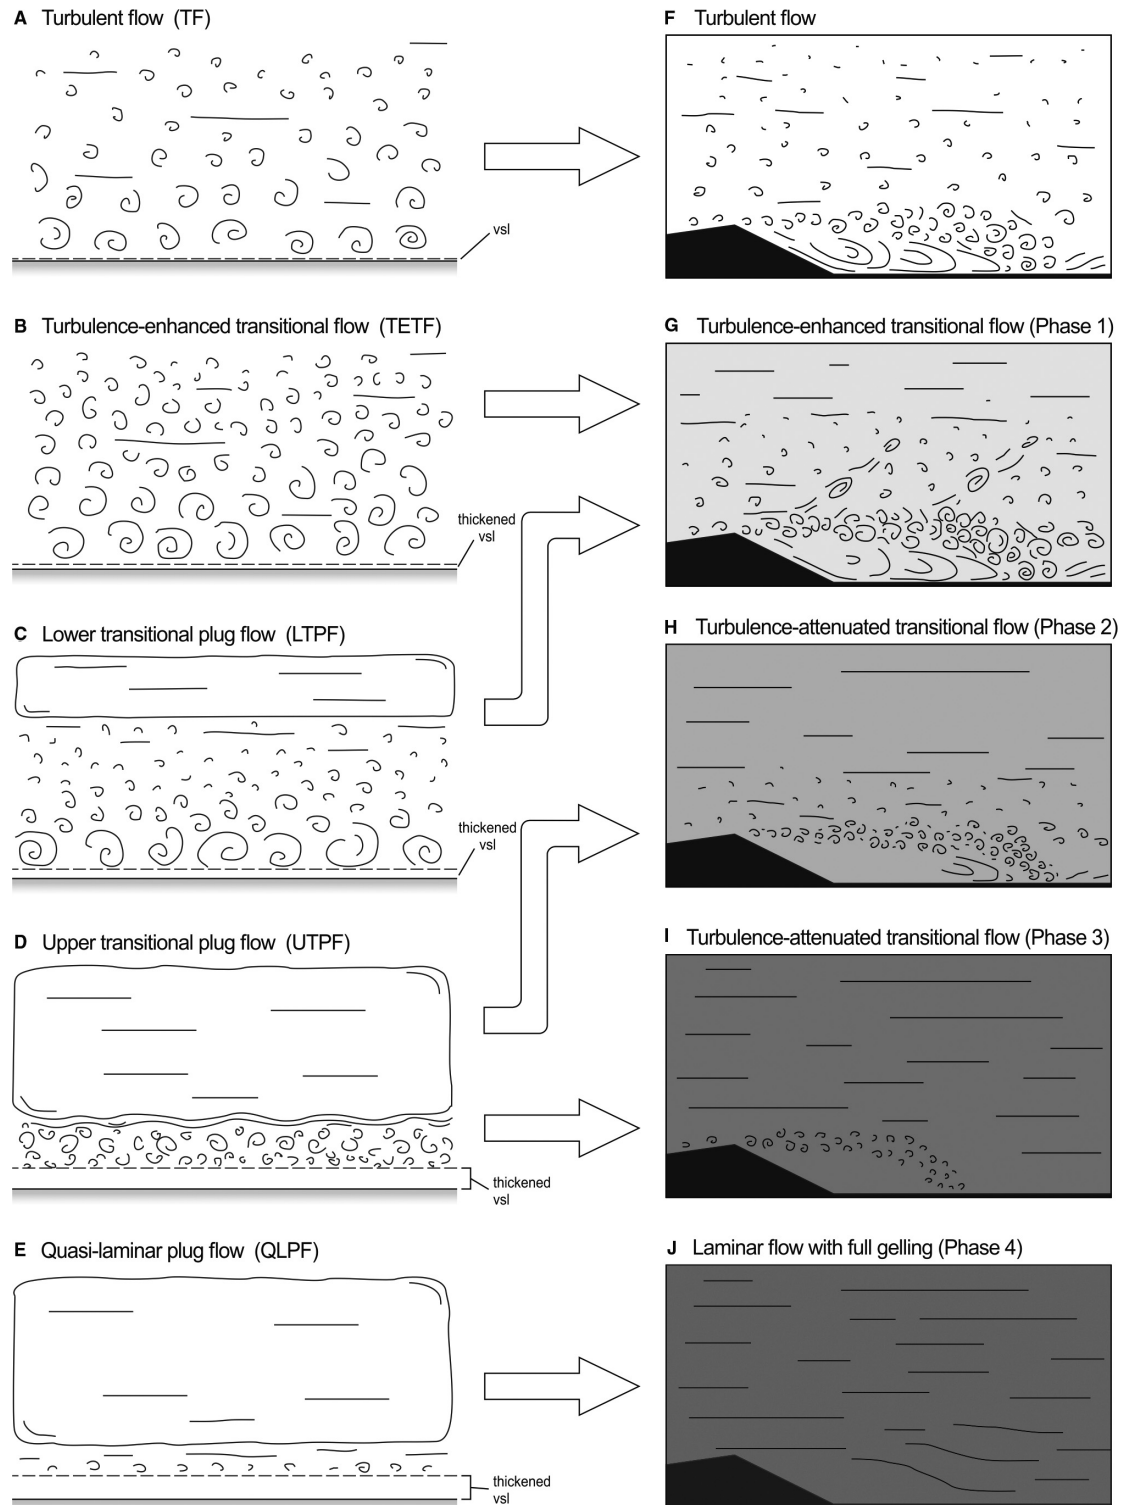 A Turbulent flow (TF)
vsl
B Turbulence-enhanced transitional flow (TETF)
thickened
vsl
C Lower transitional plug flow (LTPF)
thickened
vsl
D Upper transitional plug flow (UTPF)
thickened
vsl
E Quasi-laminar plug flow (QLPF)
thickened
vsl
F Turbulent flow
G Turbulence-enhanced transitional flow (Phase 1)
H Turbulence-attenuated transitional flow (Phase 2)
I Turbulence-attenuated transitional flow (Phase 3)
J Laminar flow with full gelling (Phase 4)